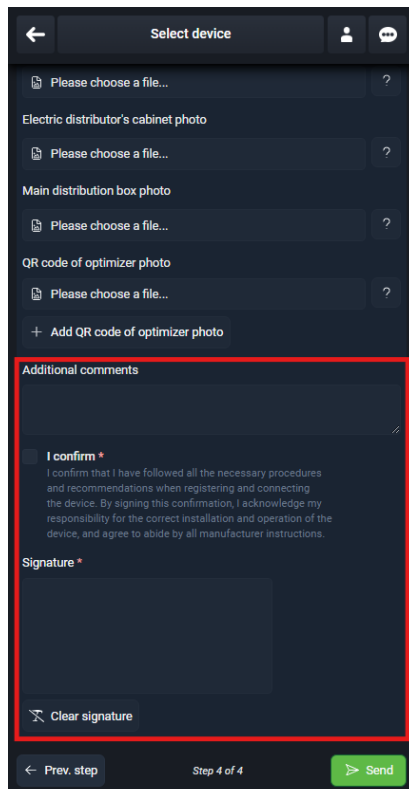 Select device
Please choose a file...
?
Electric distributor's cabinet photo
Please choose a file...
?
Main distribution box photo
Please choose a file...
?
QR code of optimizer photo
Please choose a file...
?
+ Add QR code of optimizer photo
Additional comments
I confirm *
I confirm that I have followed all the necessary procedures
and recommendations when registering and connecting
the device. By signing this confirmation, I acknowledge my
responsibility for the correct installation and operation of the
device, and agree to abide by all manufacturer instructions.
Signature *
Clear signature
Prev. step
Step 4 of 4
Send